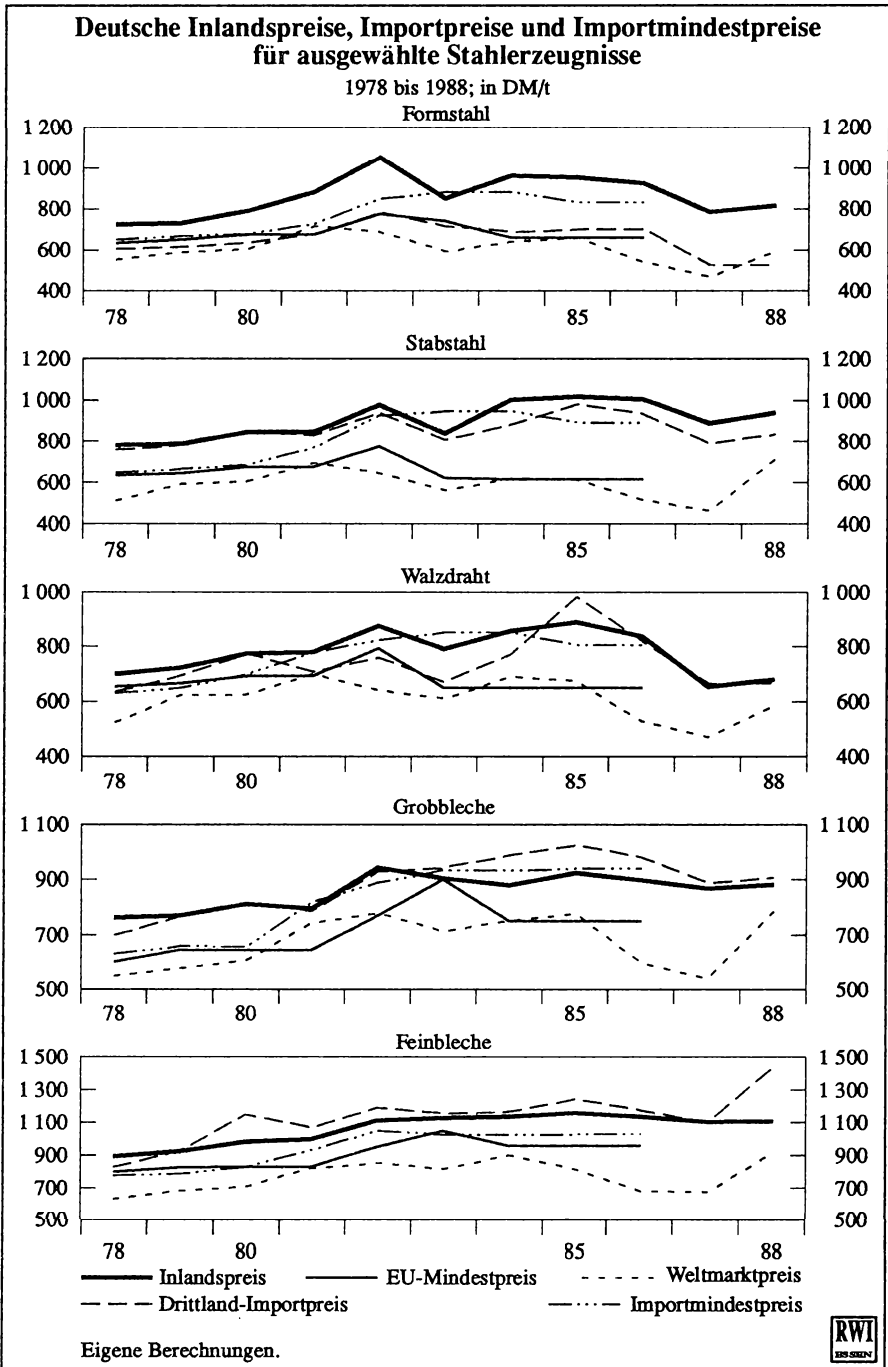 Deutsche Inlandspreise, Importpreise und Importmindestpreise
für ausgewählte Stahlerzeugnisse
1978 bis 1988; in DM/t
Formstahl
1 200 1 200
1 000 1 000
800 800
600 600
400 400
78 80 85 88
Stabstahl
1 200 1 200
1 000 1 000
800 800
600 600
400 400
78 80 85 88
Walzdraht
1 000 1 000
800 800
600 600
400 400
78 80 85 88
Grobbleche
1 100 1 100
900 900
700 700
500 500
78 80 85 88
Feinbleche
1 500 1 500
1 300 1 300
1 100 1 100
900 900
700 700
500 500
78 80 85 88
Inlandspreis EU-Mindestpreis Weltmarktpreis
Drittland-Importpreis Importmindestpreis
Eigene Berechnungen.
RWI
ESSEN